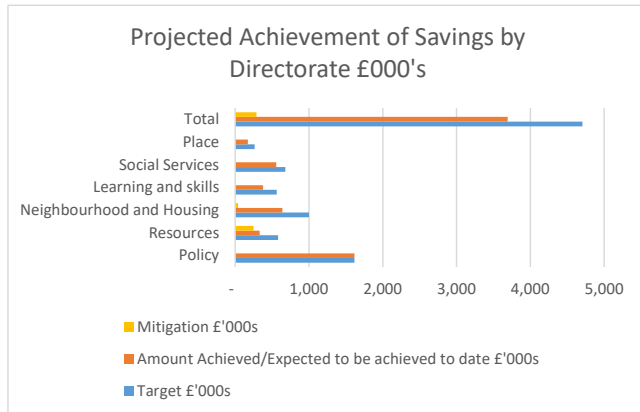 Projected Achievement of Savings by
Directorate £000's
Total
Place
Social Services
Learning and skills
Neighbourhood and Housing
Resources
Policy
- 1,000 2,000 3,000 4,000 5,000
Mitigation £'000s
Amount Achieved/Expected to be achieved to date £'000s
Target £'000s